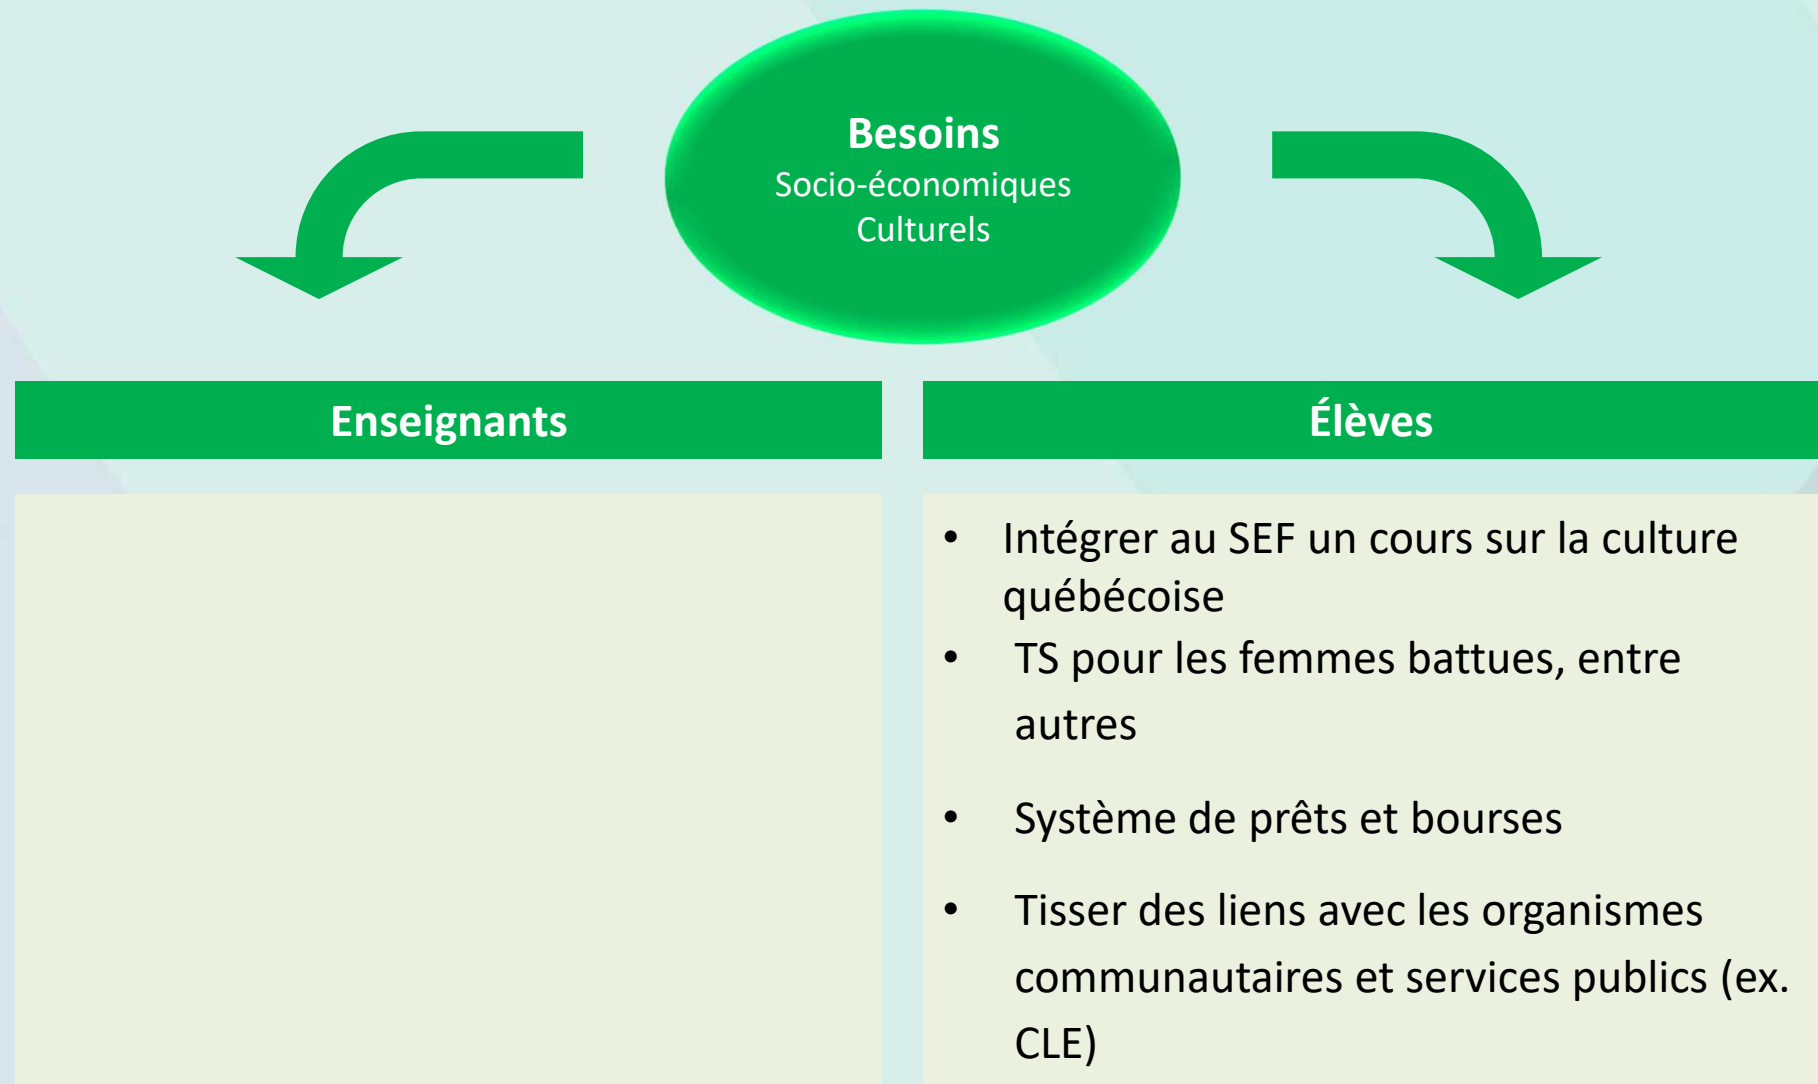 Besoins
Socio-économiques
Culturels
Enseignants
Élèves
• Intégrer au SEF un cours sur la culture
québécoise
• TS pour les femmes battues, entre
autres
• Système de prêts et bourses
• Tisser des liens avec les organismes
communautaires et services publics (ex.
CLE)